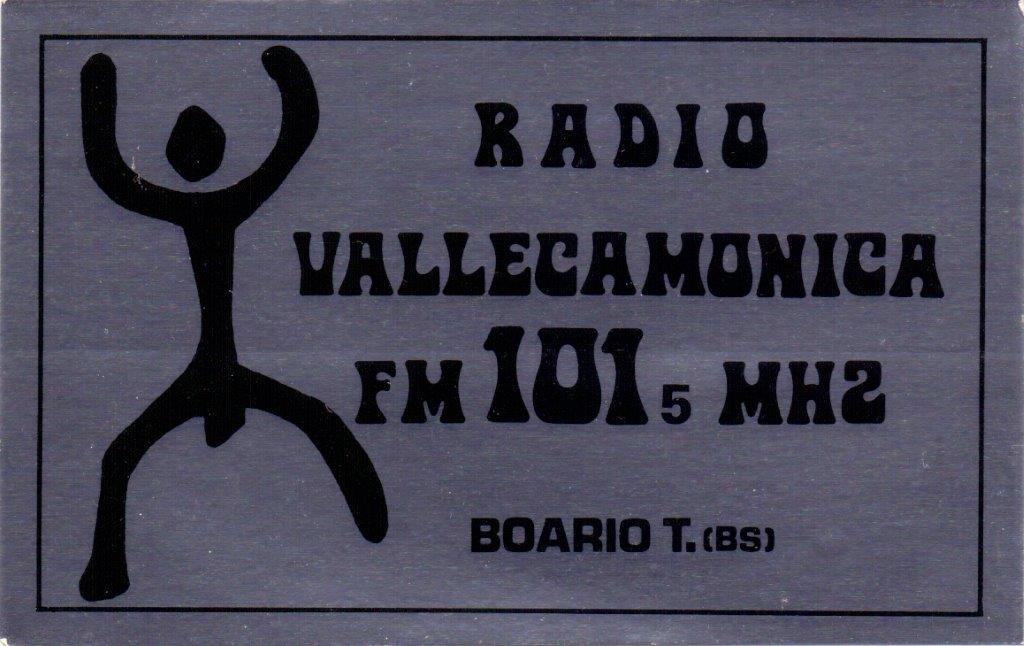 RADIO
VALLECAMONICA
FM 101 5 MHZ
BOARIO T. (BS)